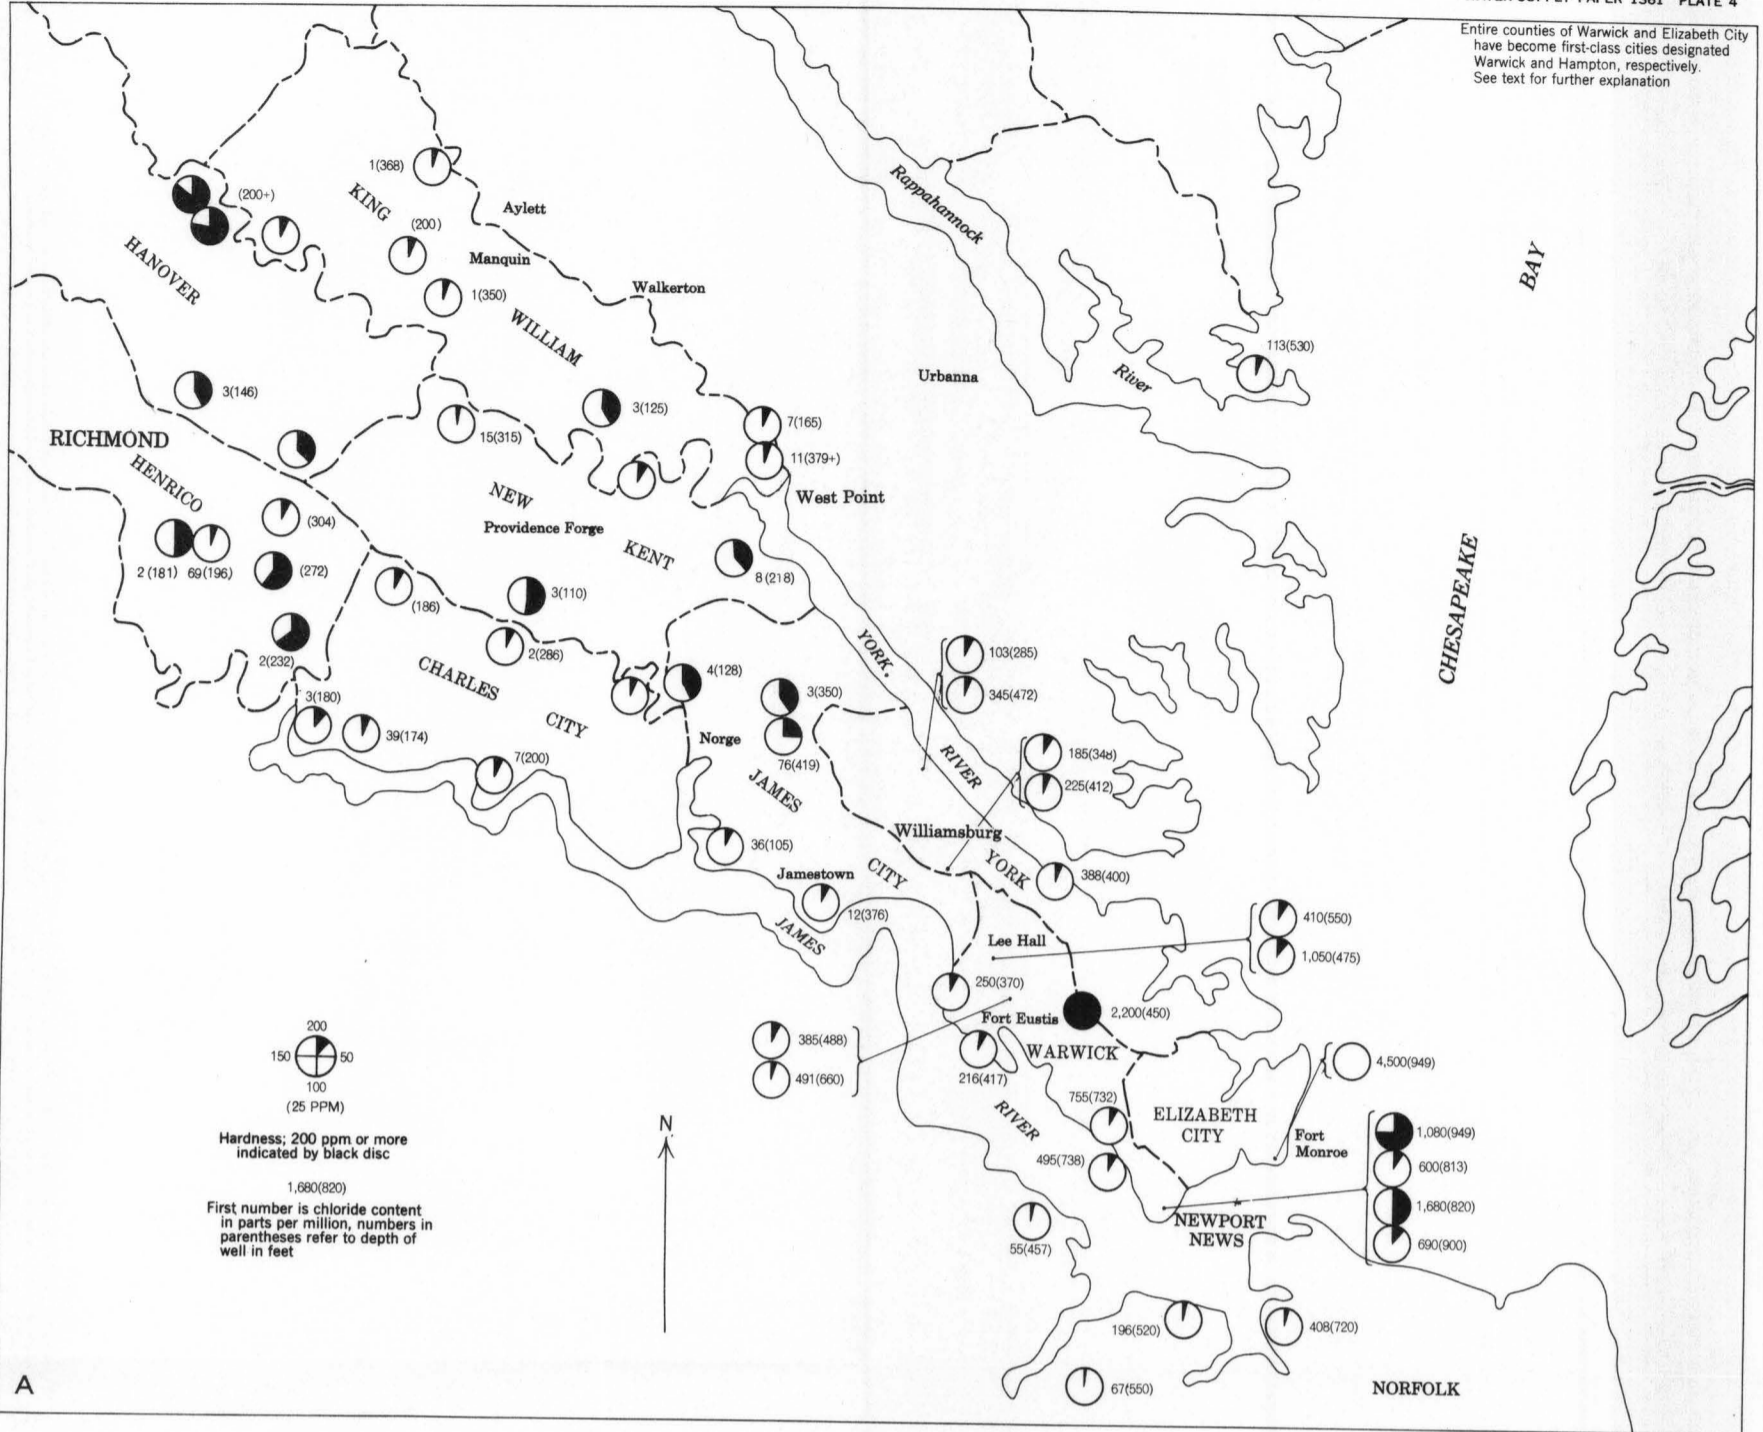 PLATE 4
Entire counties of Warwick and Elizabeth City
have become first-class cities designated
Warwick and Hampton, respectively.
See text for further explanation
1(368)
KING
Aylett
Rappahannock
(200+)
(200)
HANOVER
Manquin
BAY
1(350)
Walkerton
WILLIAM
113(530)
Urbanna
River
3(146)
3(125)
7(165)
RICHMOND
15(315)
11(379+)
HENRICO
NEW
West Point
(304)
Providence Forge
KENT
2 (181)
69(196)
(272)
8(218)
CHESAPEAKE
(186)
3(110)
2(232)
2(286)
YORK
103(285)
CHARLES
4(128)
3(180)
3(350)
345(472)
39(174)
CITY
Norge
7(200)
76(419)
RIVER
185(348)
JAMES
225(412)
Williamsburg
36(105)
YORK
Jamestown
CITY
388(400)
12(376)
410(550)
JAMES
Lee Hall
1,050(475)
250(370)
Fort Eustis
2,200(450)
200
385(488)
WARWICK
150
50
4,500(949)
100
491(660)
216(417)
(25 PPM)
755(732)
RIVER
ELIZABETH
CITY
N.
Fort
Monroe
1,080(949)
Hardness; 200 ppm or more
indicated by black disc
495(738)
600(813)
1,680(820)
1,680(820)
First number is chloride content
in parts per million, numbers in
parentheses refer to depth of
well in feet
NEWPORT
NEWS
55(457)
690(900)
196(520)
408(720)
A
67(550)
NORFOLK